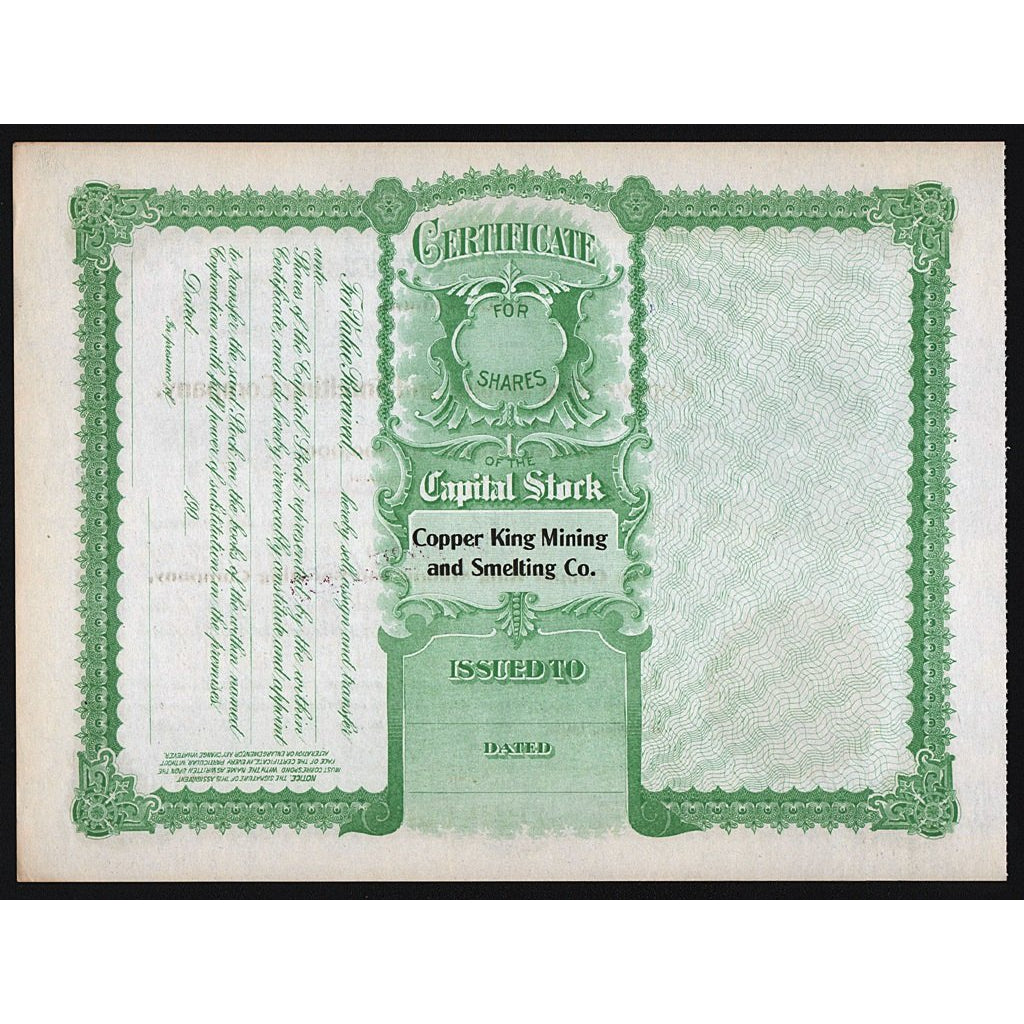 CERTIFICATE
FOR
SHARES
OF THE
Capital Stock
Copper King Mining
and Smelting Co.
ISSUED TO
DATED
For Value Received hereby sell, assign and transfer
unto
Shares of the Capital Stock represented by the within
Certificate, and do hereby irrevocably constitute and appoint
to transfer the said Stock on the books of the within named
Corporation with full power of substitution in the premises.
Dated 190
In presence of
NOTICE. THE SIGNATURE OF THIS ASSIGNMENT
MUST CORRESPOND WITH THE NAME AS WRITTEN UPON THE
FACE OF THE CERTIFICATE, IN EVERY PARTICULAR, WITHOUT
ALTERATION OR ENLARGEMENT, OR ANY CHANGE WHATEVER.